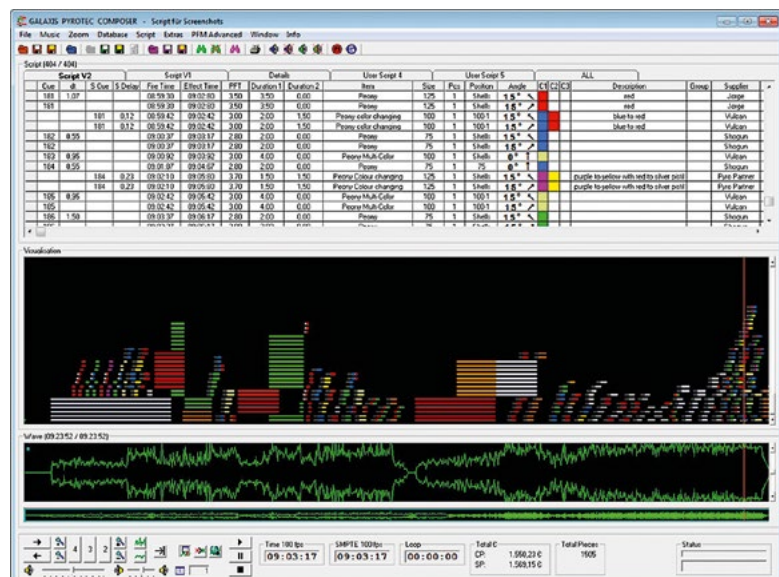 GALAXIS PYROTEC COMPOSER - Script für Screenshots
File Music Zoom Database Script Extras PFM Advanced Window Info
Script (404 / 404)
Script V2 Script V1 Details User Script 4 User Script 5 ALL
Cue dt S Cue S Delay Fire Time Effect Time PFT Duration 1 Duration 2 Item Size Pcs Position Angle C1 C2 C3 Description Group Supplier
181 1,07 08:59:30 09:02:80 3,50 3,50 0,00 Peony 125 1 Shells 15° red Jorge
181 08:59:30 09:02:80 3,50 3,50 0,00 Peony 125 1 Shells 15° red Jorge
181 0,12 08:59:42 09:02:42 3,00 2,00 1,50 Peony color changing 100 1 100-1 15° blue to red Vulcan
181 0,12 08:59:42 09:02:42 3,00 2,00 1,50 Peony color changing 100 1 100-1 15° blue to red Vulcan
182 0,55 09:00:37 09:03:17 2,80 2,00 0,00 Peony 75 1 Shells 15° Shogun
182 09:00:37 09:03:17 2,80 2,00 0,00 Peony 75 1 Shells 15° Shogun
183 0,95 09:00:92 09:03:92 3,00 4,00 0,00 Peony Multi-Color 100 1 Shells 0° Vulcan
184 0,55 09:01:87 09:04:67 2,80 2,00 0,00 Peony 75 1 75 0° Shogun
184 0,23 09:02:10 09:05:80 3,70 1,50 1,50 Peony Colour changing 125 1 Shells 15° purple to yellow with red to silver pistil Pyre Partner
184 0,23 09:02:10 09:05:80 3,70 1,50 1,50 Peony Colour changing 125 1 Shells 15° purple to yellow with red to silver pistil Pyre Partner
185 0,95 09:02:42 09:05:42 3,00 4,00 0,00 Peony Multi-Color 100 1 100-1 15° Vulcan
185 09:02:42 09:05:42 3,00 4,00 0,00 Peony Multi-Color 100 1 100-1 15° Vulcan
186 1,50 09:03:37 09:06:17 2,80 2,00 0,00 Peony 75 1 Shells 15° Shogun
Visualisation
Wave (09:23:52 / 09:23:52)
4 3 2
Time 100 fps SMPTE 100fps Loop Total € Total Pieces Status
09:03:17 09:03:17 00:00:00 CP: 1.558,23 € 1505
SP: 1.569,15 €
1